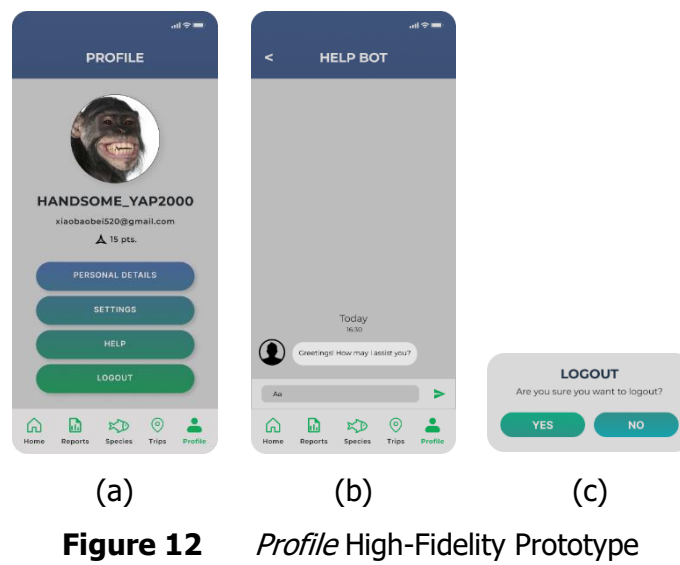 PROFILE
HANDSOME_YAP2000
xiaobaobei520@gmail.com
15 pts.
PERSONAL DETAILS
SETTINGS
HELP
LOGOUT
Home Reports Species Trips Profile
< HELP BOT
Today
16:30
Greetings! How may I assist you?
Aa
Home Reports Species Trips Profile
LOGOUT
Are you sure you want to logout?
YES NO
(a) (b) (c)
Figure 12 Profile High-Fidelity Prototype